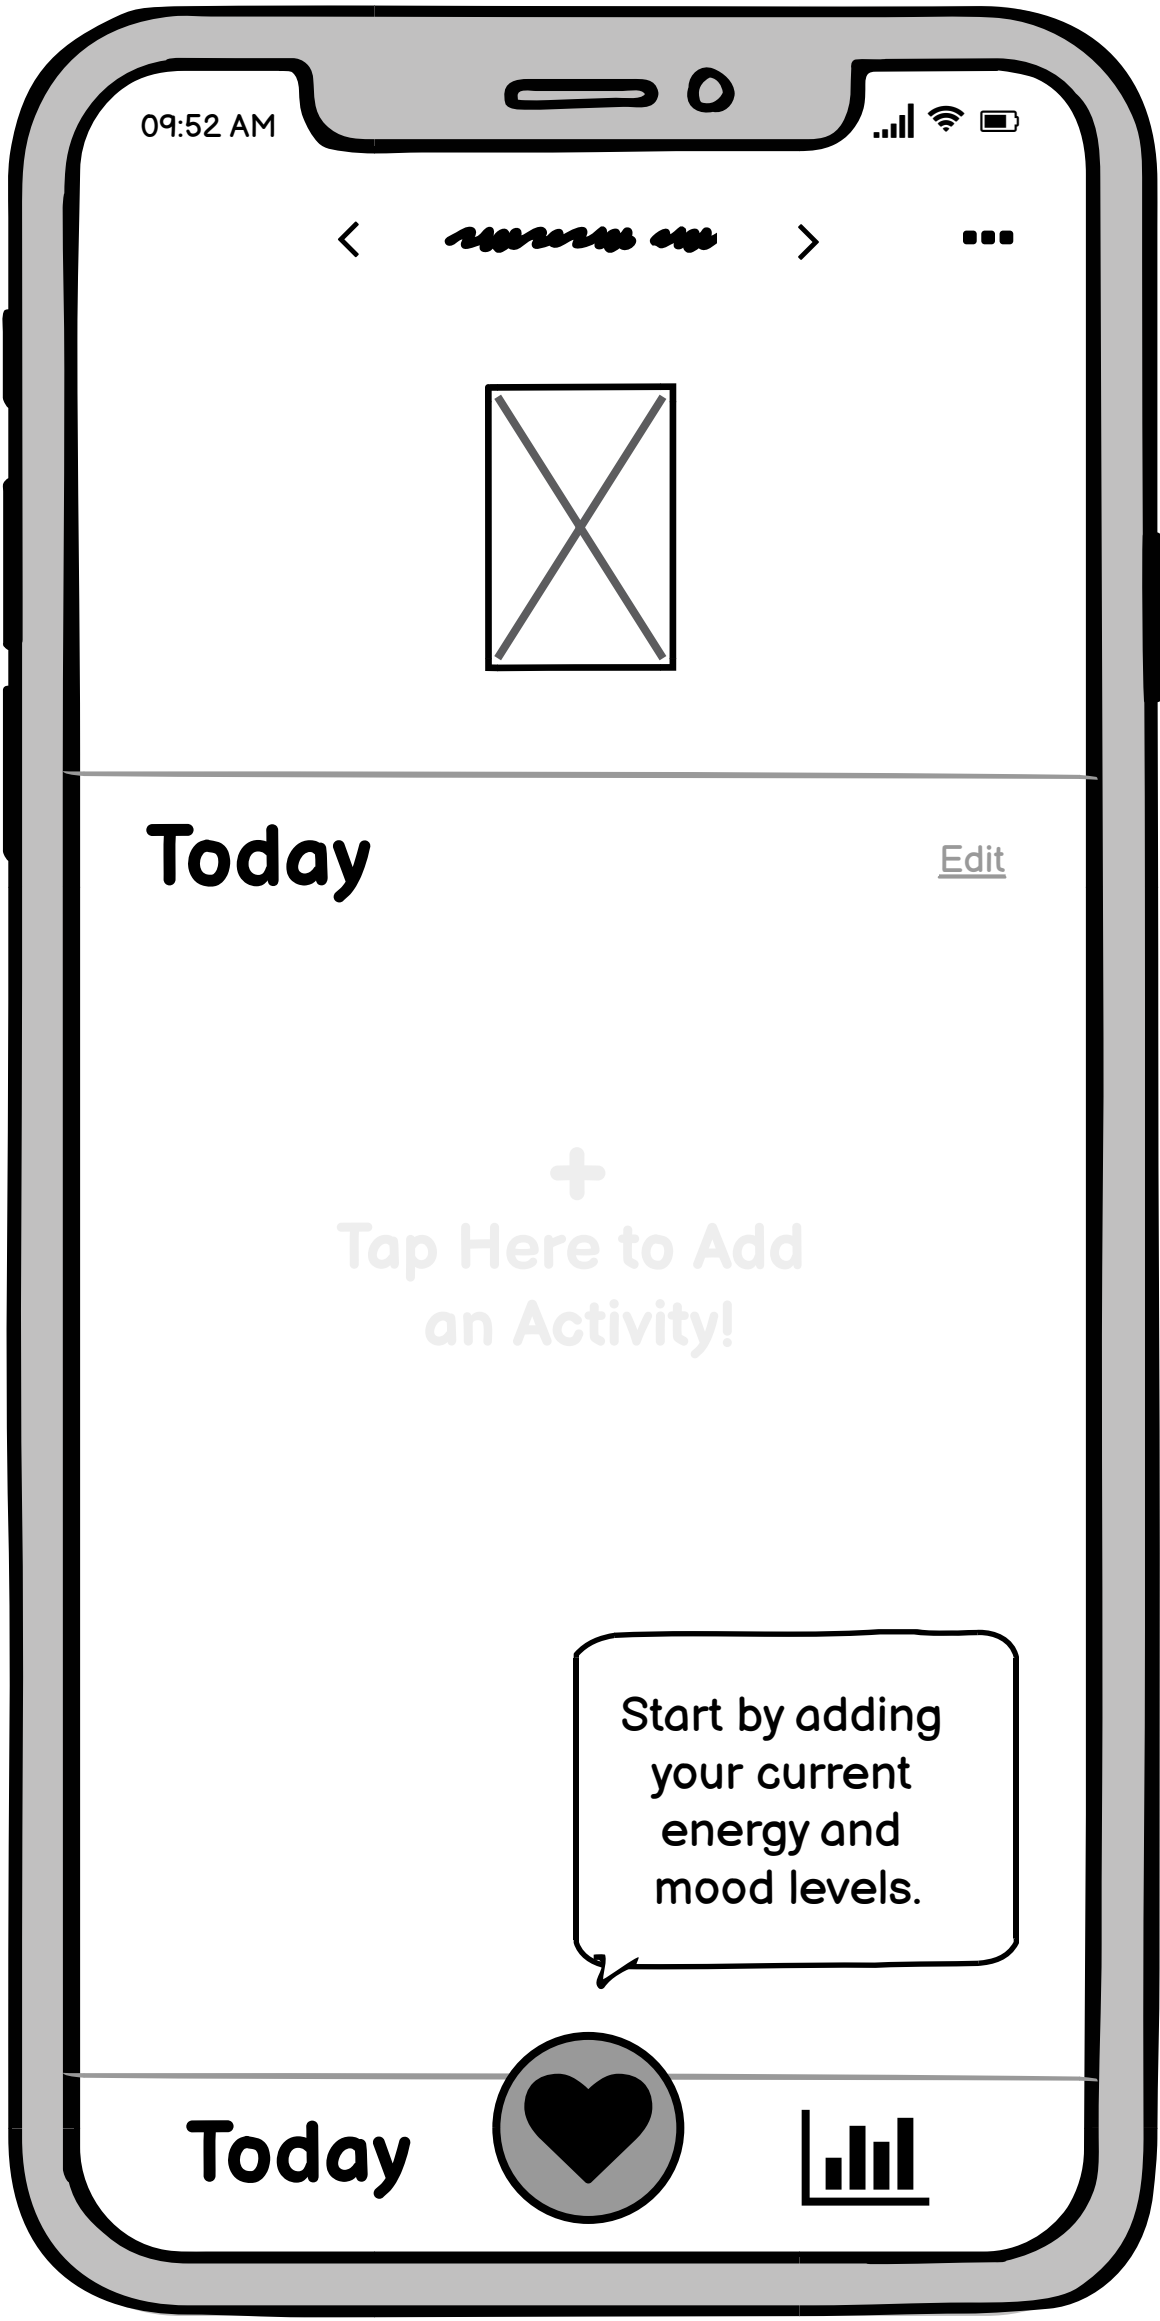 09:52 AM
Today
Edit
Tap Here to Add
an Activity!
Start by adding
your current
energy and
mood levels.
Today